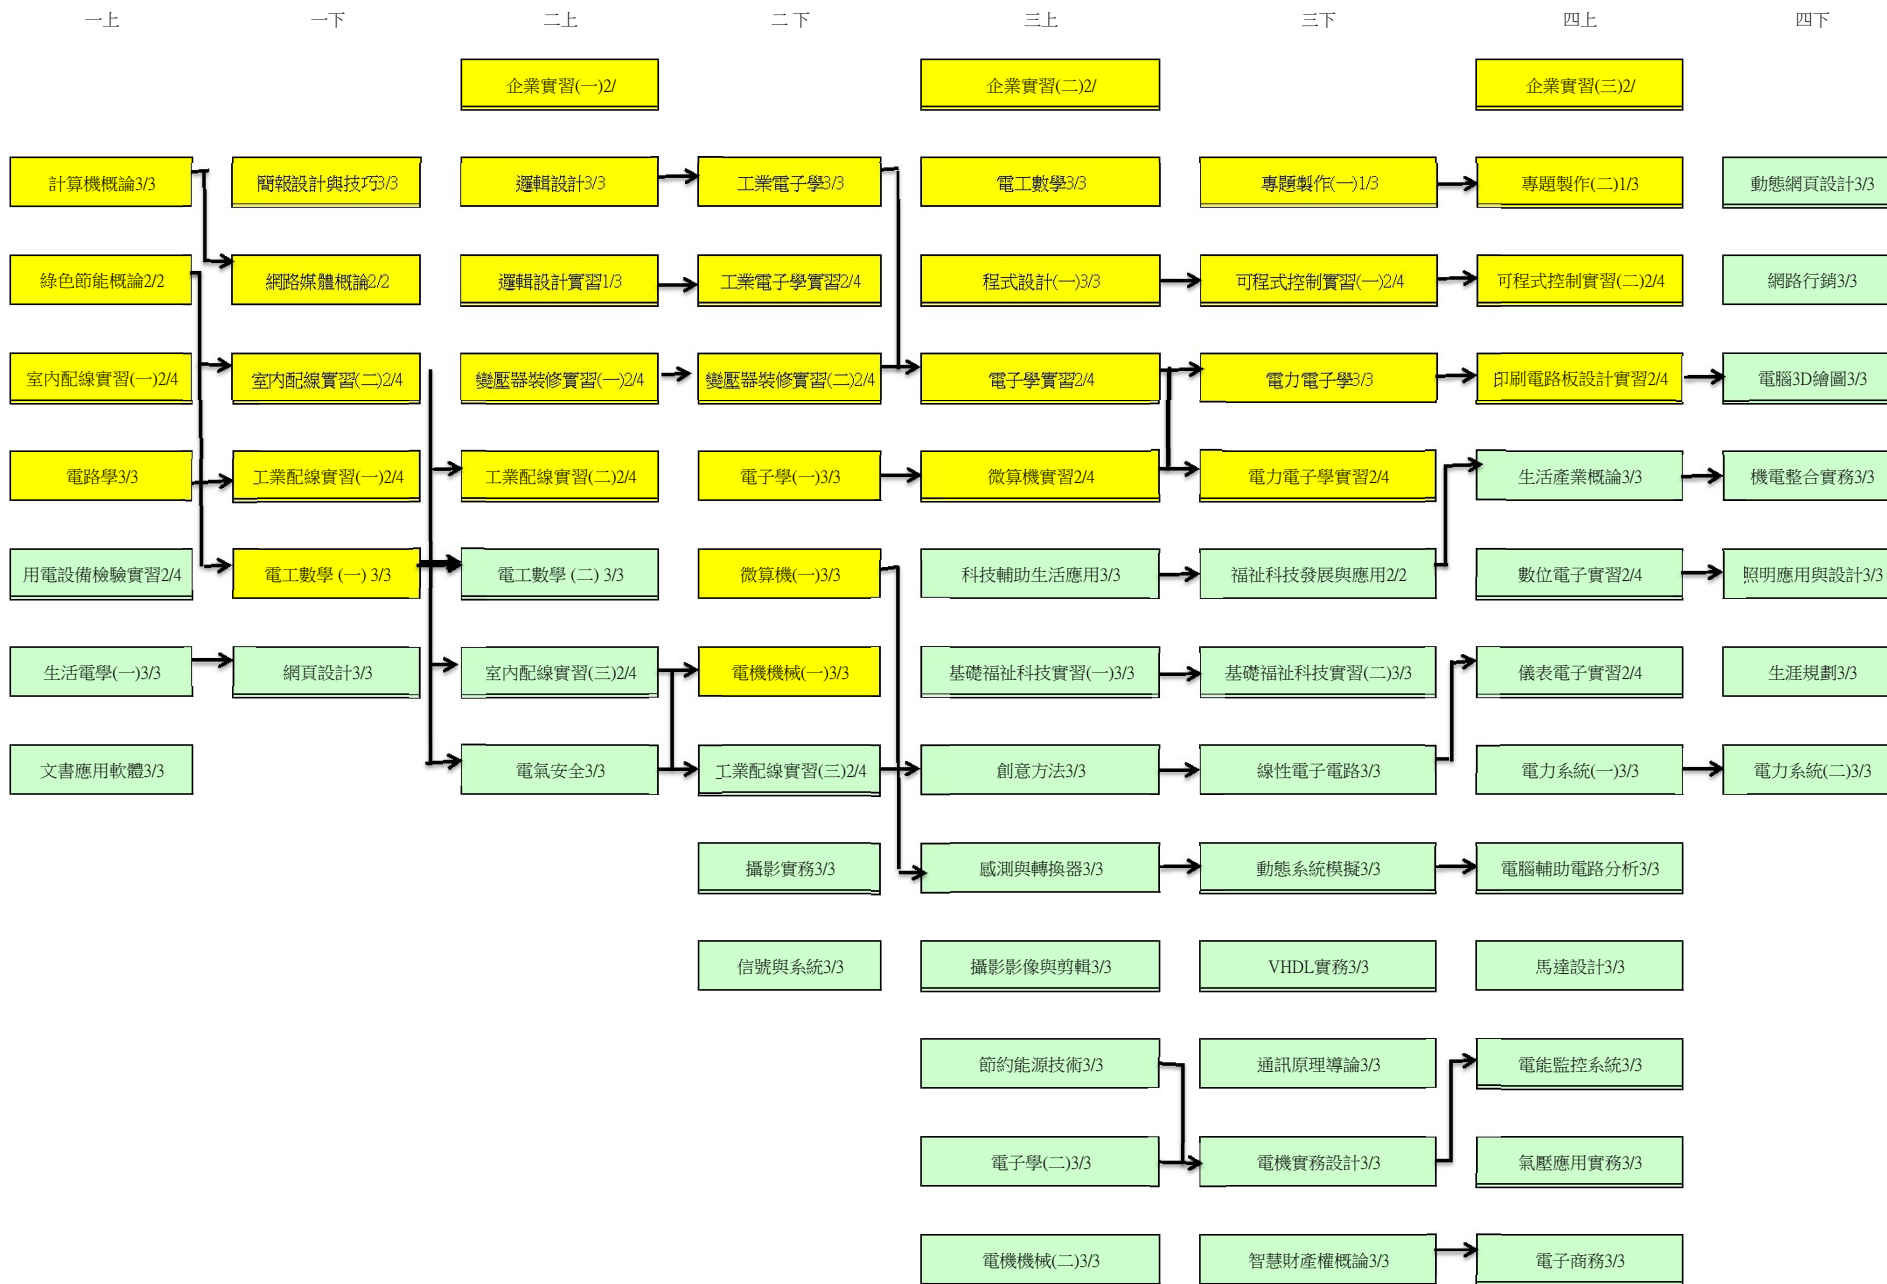 一上
一下
二上
二下
三上
三下
四上
四下
企業實習(一)2/
企業實習(二)2/
企業實習(三)2/
計算機概論3/3
簡報設計與技巧3/3
邏輯設計3/3
工業電子學3/3
電工數學3/3
專題製作(一)1/3
專題製作(二)1/3
動態網頁設計3/3
綠色節能概論2/2
網路媒體概論2/2
邏輯設計實習1/3
工業電子學實習2/4
程式設計(一)3/3
可程式控制實習(一)2/4
可程式控制實習(二)2/4
網路行銷3/3
室內配線實習(一)2/4
室內配線實習(二)2/4
變壓器裝修實習(一)2/4
變壓器裝修實習(二)2/4
電子學實習2/4
電力電子學3/3
印刷電路板設計實習2/4
電腦3D繪圖3/3
電路學3/3
工業配線實習(一)2/4
工業配線實習(二)2/4
電子學(一)3/3
微算機實習2/4
電力電子學實習2/4
生活產業概論3/3
機電整合實務3/3
用電設備檢驗實習2/4
電工數學 (一) 3/3
電工數學 (二) 3/3
微算機(一)3/3
科技輔助生活應用3/3
福祉科技發展與應用2/2
數位電子實習2/4
照明應用與設計3/3
生活電學(一)3/3
網頁設計3/3
室內配線實習(三)2/4
電機機械(一)3/3
基礎福祉科技實習(一)3/3
基礎福祉科技實習(二)3/3
儀表電子實習2/4
生涯規劃3/3
文書應用軟體3/3
電氣安全3/3
工業配線實習(三)2/4
創意方法3/3
線性電子電路3/3
電力系統(一)3/3
電力系統(二)3/3
攝影實務3/3
感測與轉換器3/3
動態系統模擬3/3
電腦輔助電路分析3/3
信號與系統3/3
攝影影像與剪輯3/3
VHDL實務3/3
馬達設計3/3
節約能源技術3/3
通訊原理導論3/3
電能監控系統3/3
電子學(二)3/3
電機實務設計3/3
氣壓應用實務3/3
電機機械(二)3/3
智慧財產權概論3/3
電子商務3/3